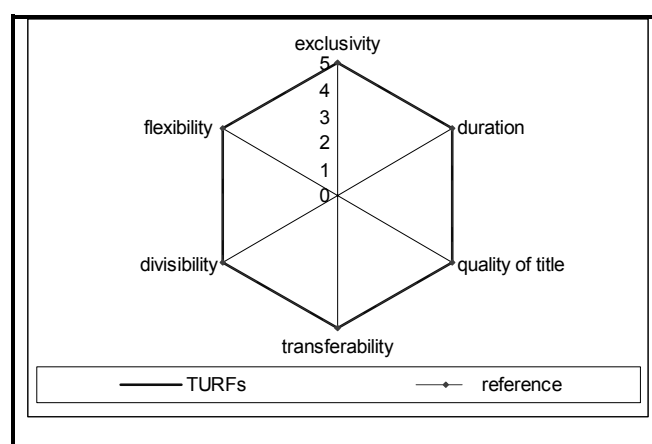 exclusivity
5
4
flexibility duration
3
2
1
0
divisibility quality of title
transferability
TURFs reference